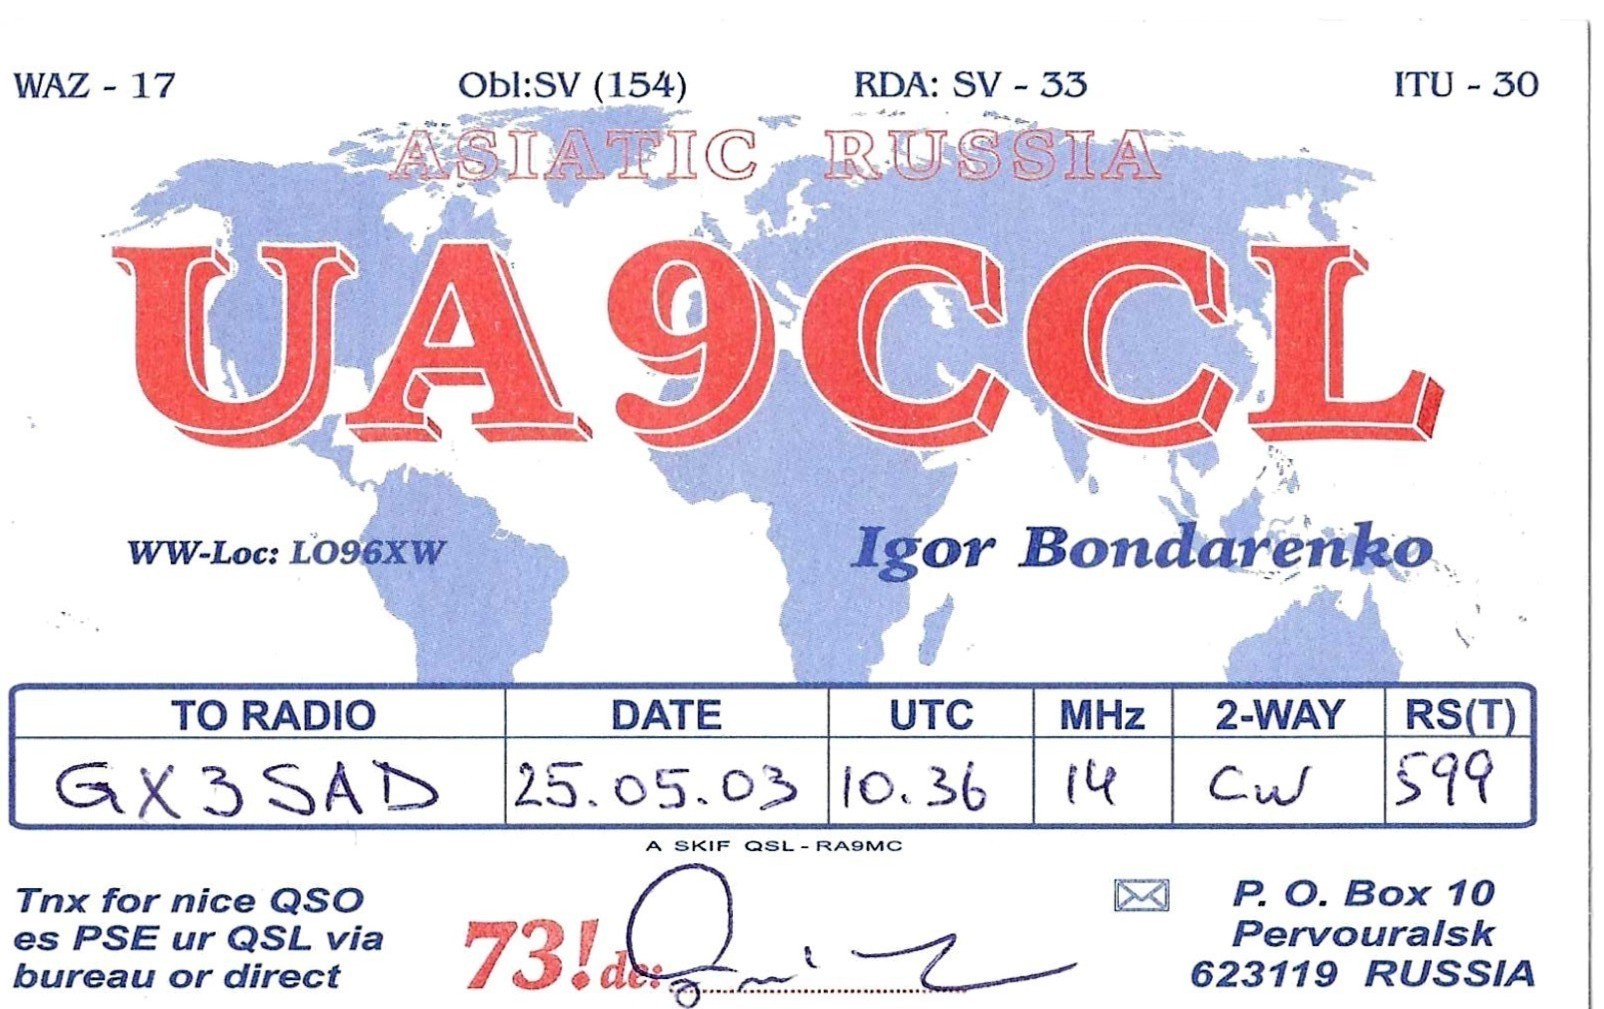 WAZ - 17 Obl:SV (154) RDA: SV - 33 ITU - 30
ASIATIC RUSSIA
UA9CCL
WW-Loc: LO96XW Igor Bondarenko
TO RADIO DATE UTC MHz 2-WAY RS(T)
GX3SAD 25.05.03 10.36 14 CW 599
A SKIF QSL - RA9MC
Tnx for nice QSO
es PSE ur QSL via
bureau or direct
73! de:
P. O. Box 10
Pervouralsk
623119 RUSSIA